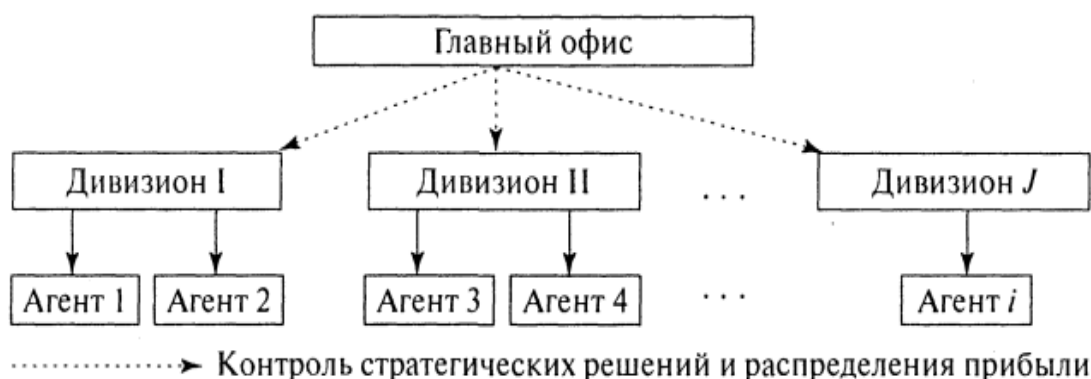 Главный офис
Дивизион I Дивизион II ... Дивизион J
Агент 1 Агент 2 Агент 3 Агент 4 ... Агент i
Контроль стратегических решений и распределения прибыли